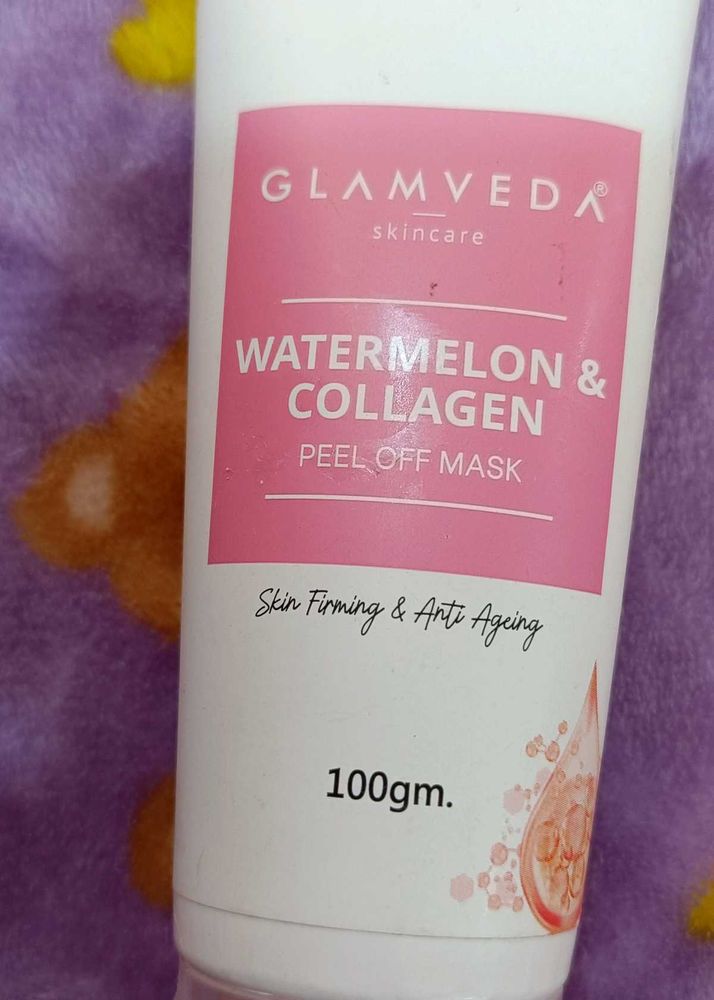 GLAMVEDA®
skincare
WATERMELON &
COLLAGEN
PEEL OFF MASK
Skin Firming & Anti Ageing
100gm.